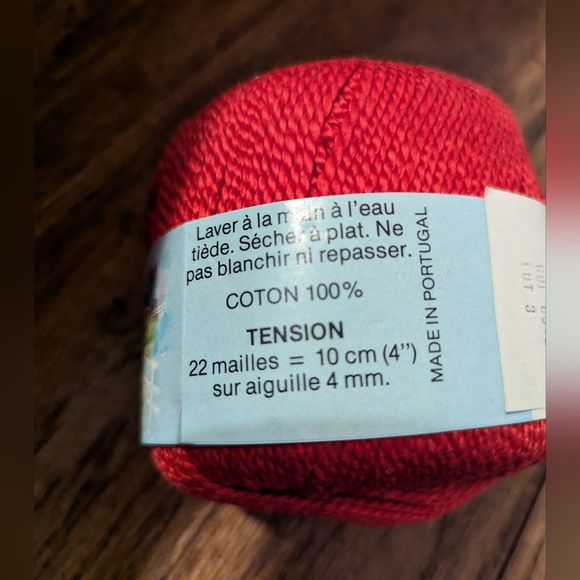 Laver à la main à l'eau
tiède. Sécher à plat. Ne
pas blanchir ni repasser.
COTON 100%
TENSION
22 mailles = 10 cm (4'')
sur aiguille 4 mm.
MADE IN PORTUGAL